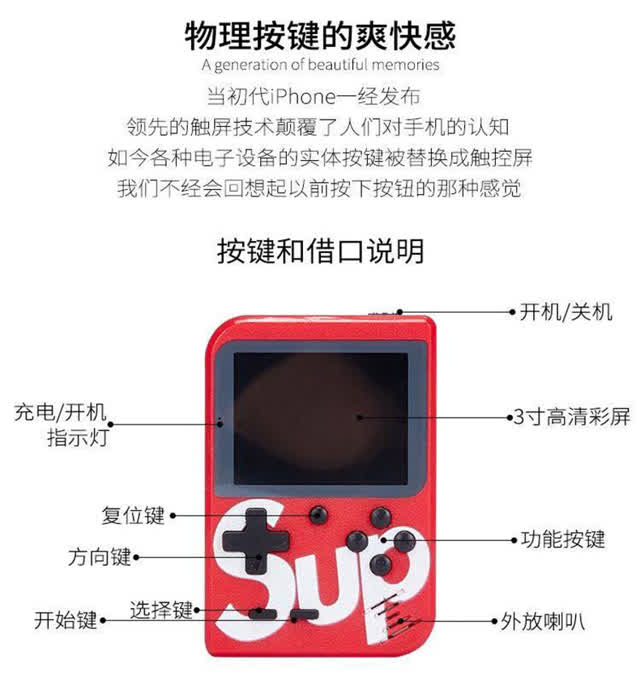 物理按键的爽快感
A generation of beautiful memories
当初代iPhone一经发布
领先的触屏技术颠覆了人们对手机的认知
如今各种电子设备的实体按键被替换成触控屏
我们不经会回想起以前按下按钮的那种感觉
按键和借口说明
开机/关机
充电/开机
指示灯
3寸高清彩屏
复位键
方向键
功能按键
选择键
开始键
外放喇叭
Sup